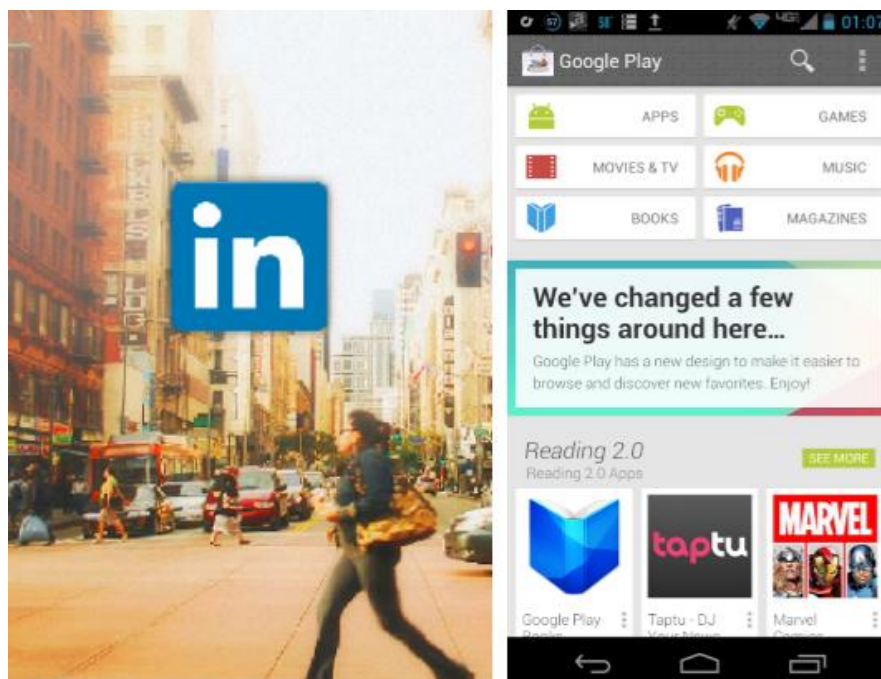 in
57
4G
01:07
Google Play
APPS
GAMES
MOVIES & TV
MUSIC
BOOKS
MAGAZINES
We've changed a few
things around here...
Google Play has a new design to make it easier to
browse and discover new favorites. Enjoy!
Reading 2.0
SEE MORE
Reading 2.0 Apps
taptu
MARVEL
Google Play
Taptu - DJ
Marvel